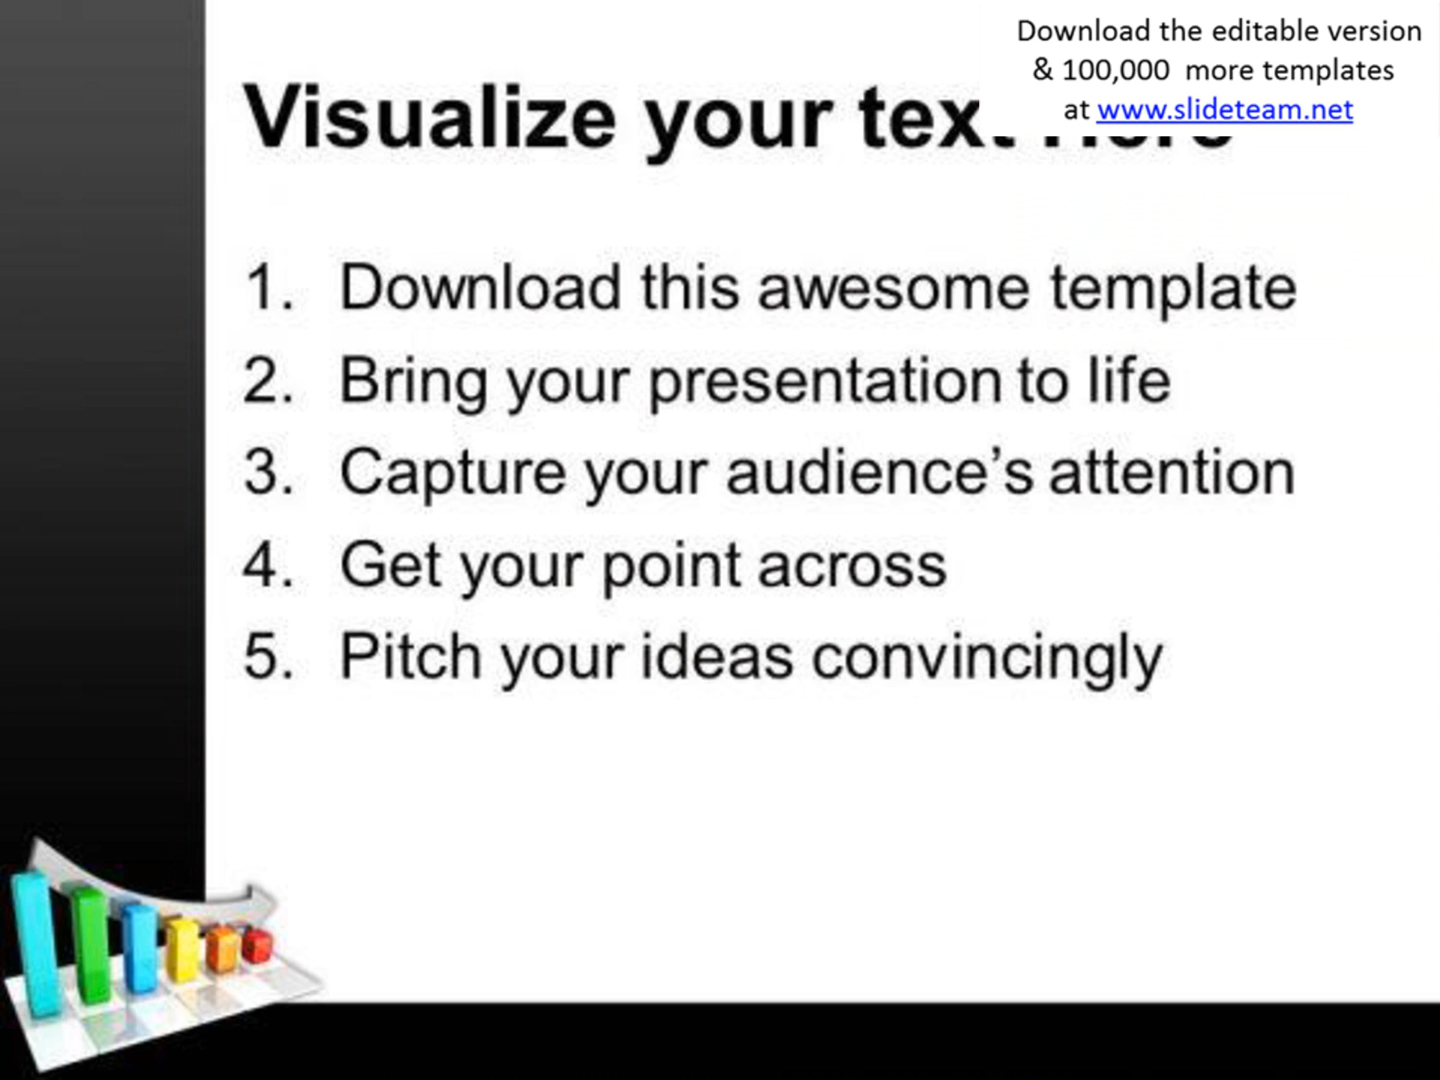 Download the editable version
& 100,000 more templates
at www.slideteam.net
Visualize your text Here
1. Download this awesome template
2. Bring your presentation to life
3. Capture your audience’s attention
4. Get your point across
5. Pitch your ideas convincingly